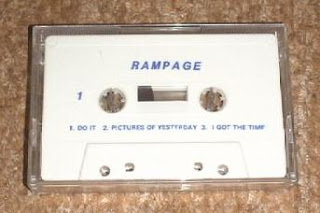 RAMPAGE
1
1. DO IT 2. PICTURES OF YESTERDAY 3. I GOT THE TIME